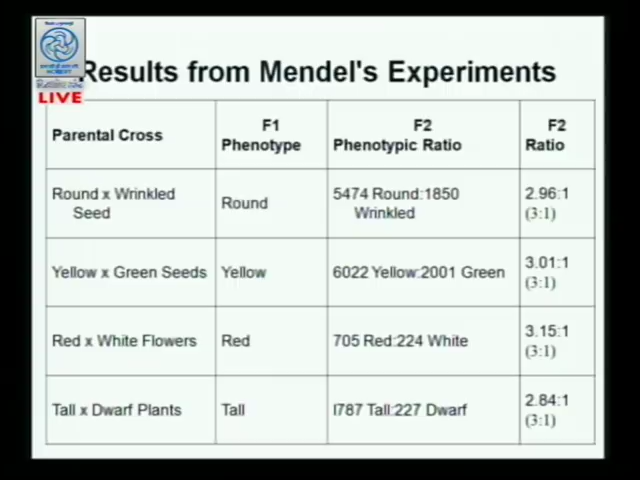 LIVE
Results from Mendel's Experiments
Parental Cross
F1
Phenotype
F2
Phenotypic Ratio
F2
Ratio
Round x Wrinkled
Seed
Round
5474 Round:1850
Wrinkled
2.96:1
(3:1)
Yellow x Green Seeds
Yellow
6022 Yellow:2001 Green
3.01:1
(3:1)
Red x White Flowers
Red
705 Red:224 White
3.15:1
(3:1)
Tall x Dwarf Plants
Tall
l787 Tall:227 Dwarf
2.84:1
(3:1)